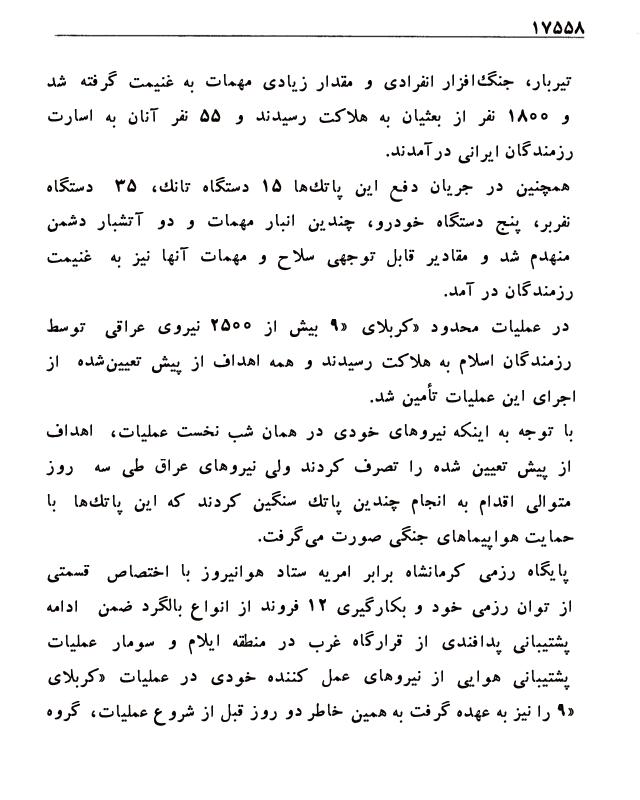 ۱۷۵۵۸
تیربار، جنگ‌افزار انفرادی و مقدار زیادی مهمات به غنیمت گرفته شد
و ۱۸۰۰ نفر از بعثیان به هلاکت رسیدند و ۵۵ نفر آنان به اسارت
رزمندگان ایرانی درآمدند.
همچنین در جریان دفع این پاتك‌ها ۱۵ دستگاه تانك، ۳۵ دستگاه
نفربر، پنج دستگاه خودرو، چندین انبار مهمات و دو آتشبار دشمن
منهدم شد و مقادیر قابل توجهی سلاح و مهمات آنها نیز به غنیمت
رزمندگان در آمد.
در عملیات محدود «کربلای ۹» بیش از ۲۵۰۰ نیروی عراقی توسط
رزمندگان اسلام به هلاکت رسیدند و همه اهداف از پیش تعیین‌شده از
اجرای این عملیات تأمین شد.
با توجه به اینکه نیروهای خودی در همان شب نخست عملیات، اهداف
از پیش تعیین شده را تصرف کردند ولی نیروهای عراق طی سه روز
متوالی اقدام به انجام چندین پاتك سنگین کردند که این پاتك‌ها با
حمایت هواپیماهای جنگی صورت می‌گرفت.
پایگاه رزمی کرمانشاه برابر امریه ستاد هوانیروز با اختصاص قسمتی
از توان رزمی خود و بکارگیری ۱۲ فروند از انواع بالگرد ضمن ادامه
پشتیبانی پدافندی از قرارگاه غرب در منطقه ایلام و سومار عملیات
پشتیبانی هوایی از نیروهای عمل کننده خودی در عملیات «کربلای
۹» را نیز به عهده گرفت به همین خاطر دو روز قبل از شروع عملیات، گروه